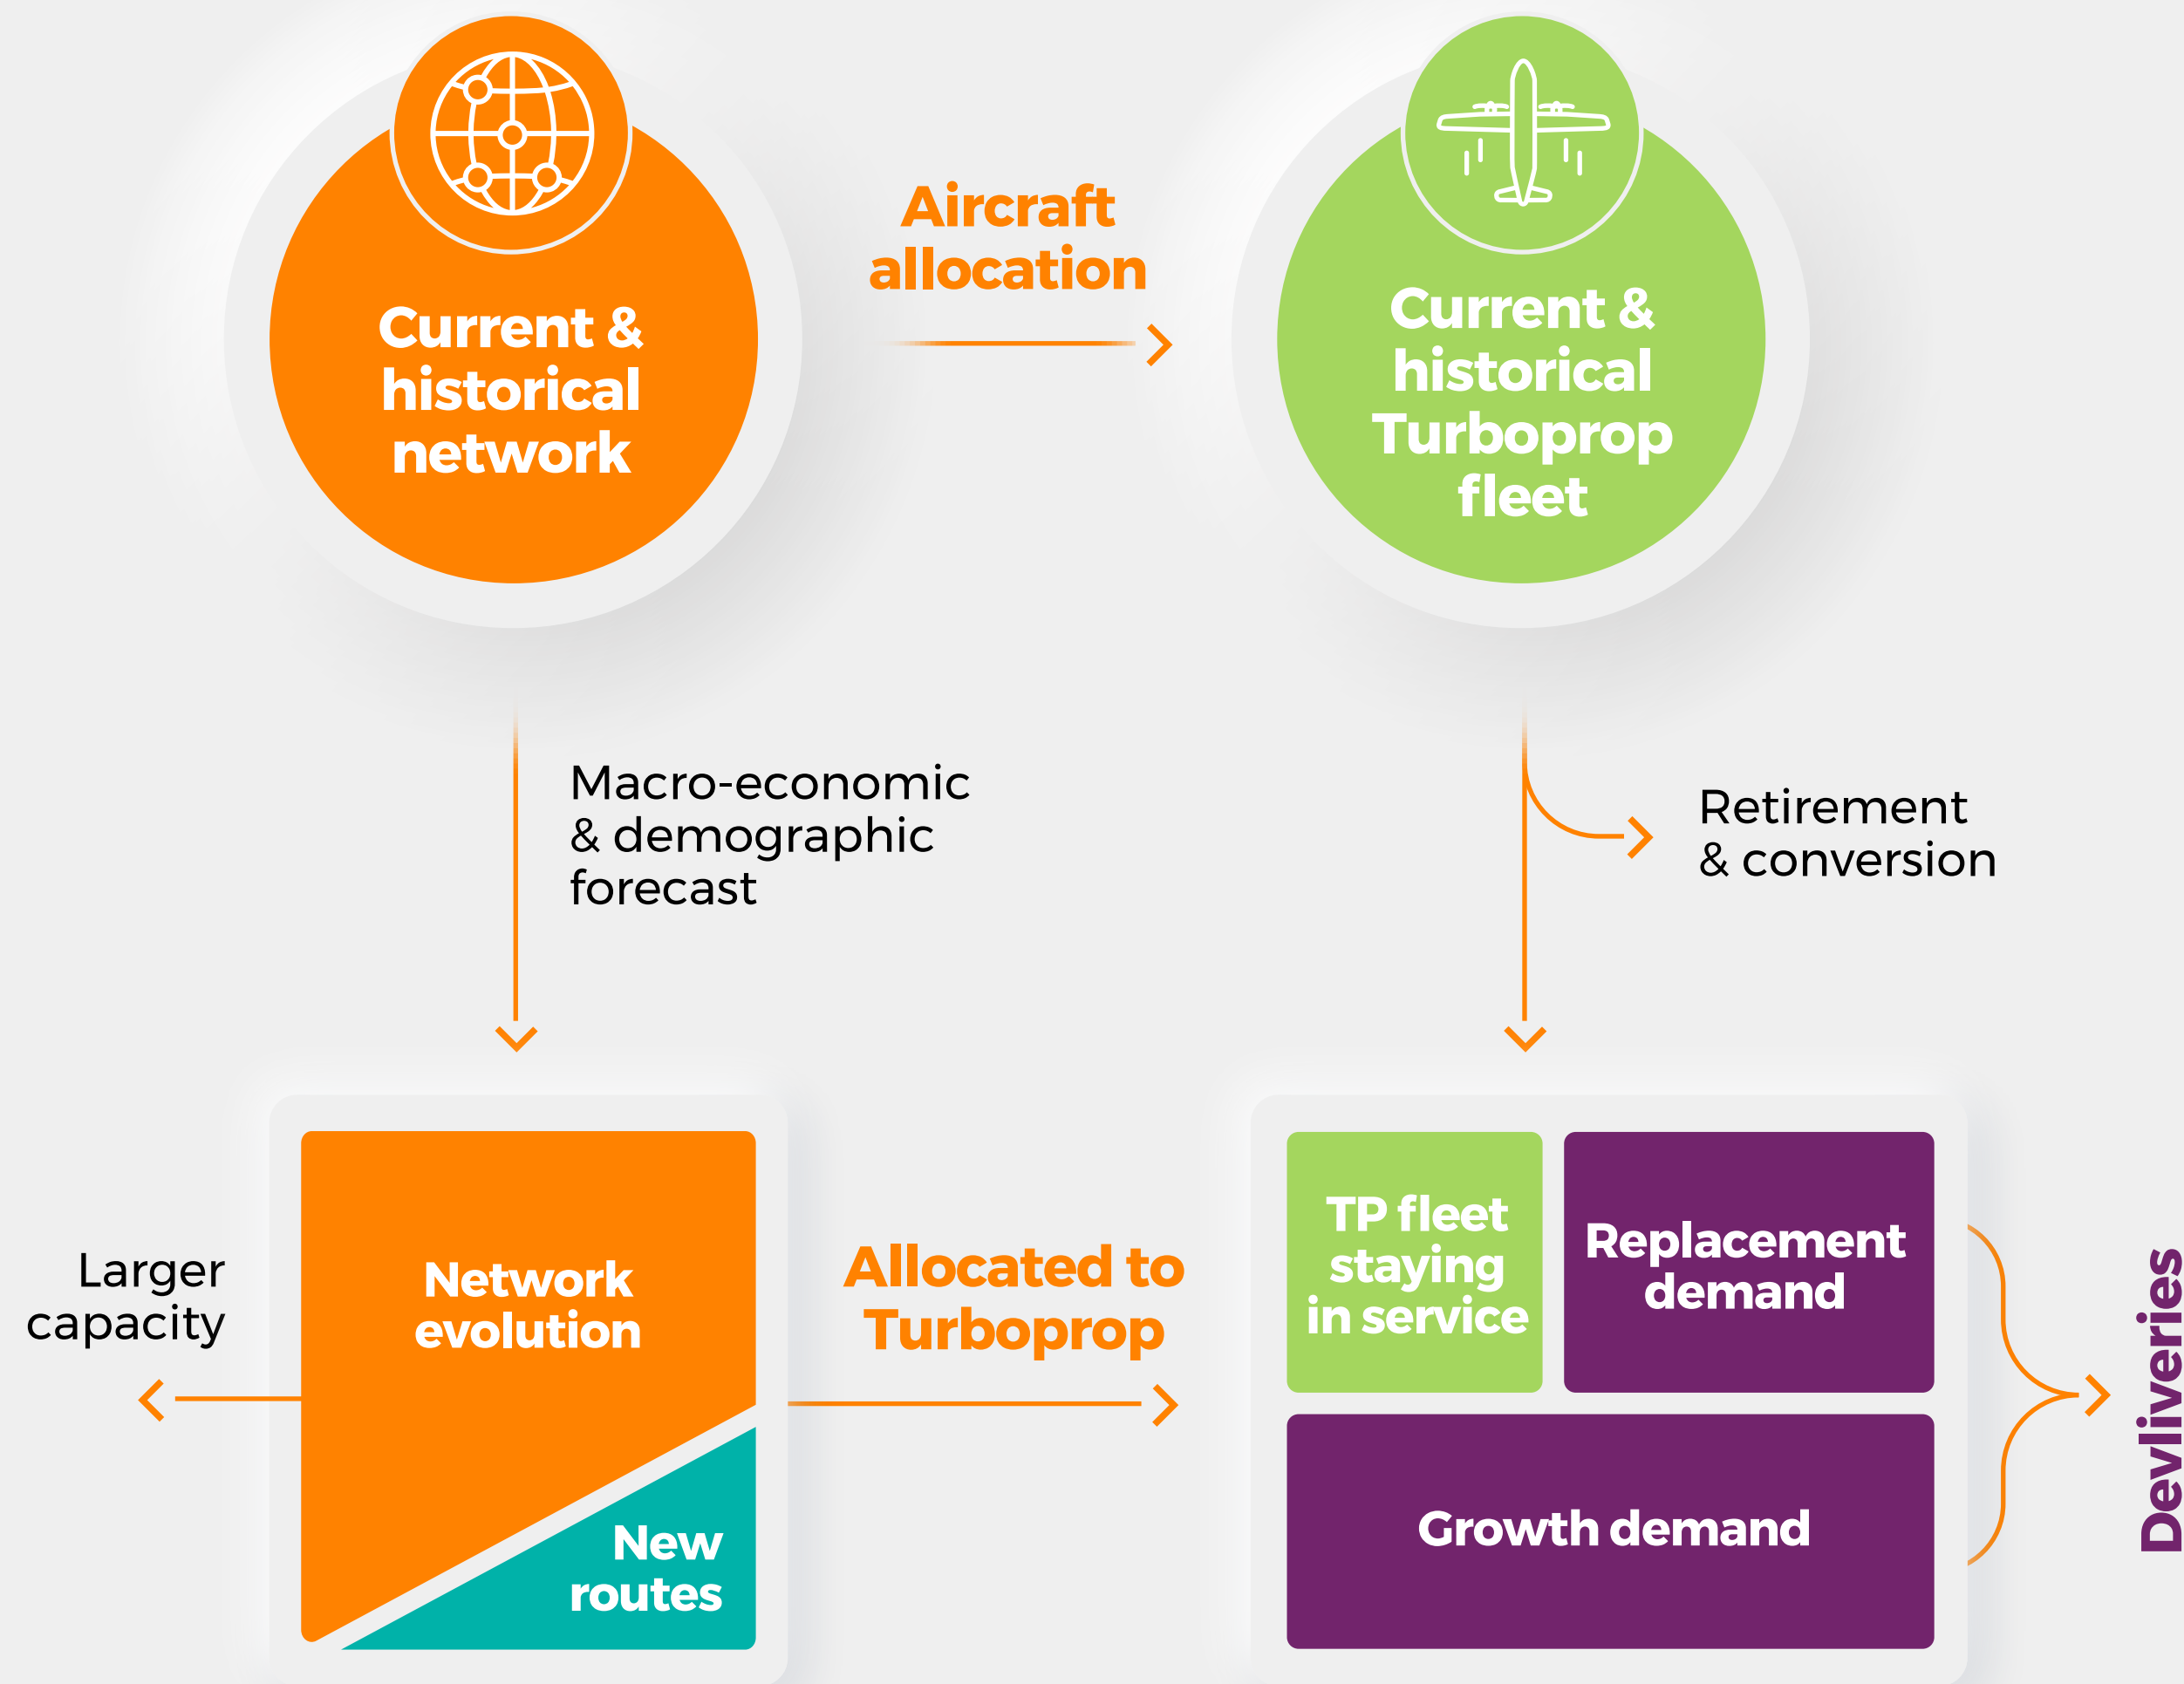 Current &
historical
network
Aircraft
allocation
Current &
historical
Turboprop
fleet
Macro-economic
& demographic
forecast
Retirement
& conversion
Larger
capacity
Network
evolution
New
routes
Allocated to
Turboprop
TP fleet
staying
in service
Replacement
demand
Growth demand
Devliveries